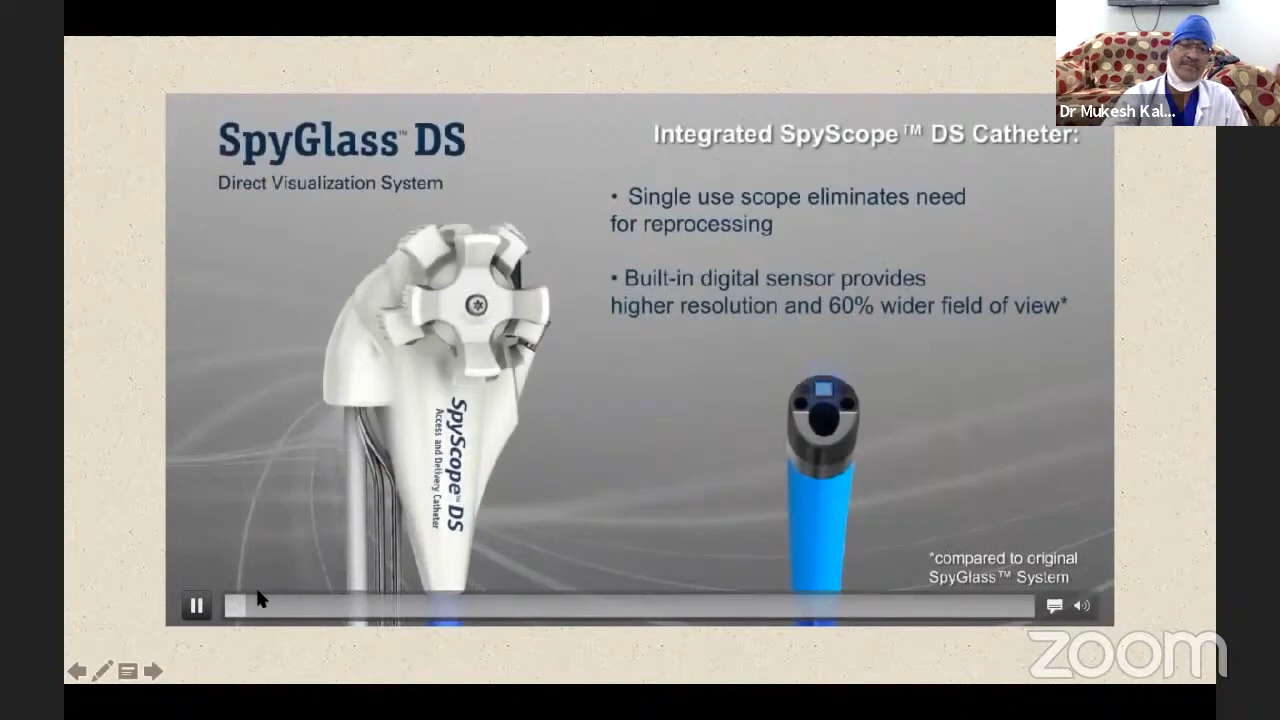 Dr Mukesh Kal...
SpyGlass™ DS
Direct Visualization System
Integrated SpyScope™ DS Catheter:
• Single use scope eliminates need
for reprocessing
• Built-in digital sensor provides
higher resolution and 60% wider field of view*
SpyScope™ DS
Access and Delivery Catheter
*compared to original
SpyGlass™ System
zoom